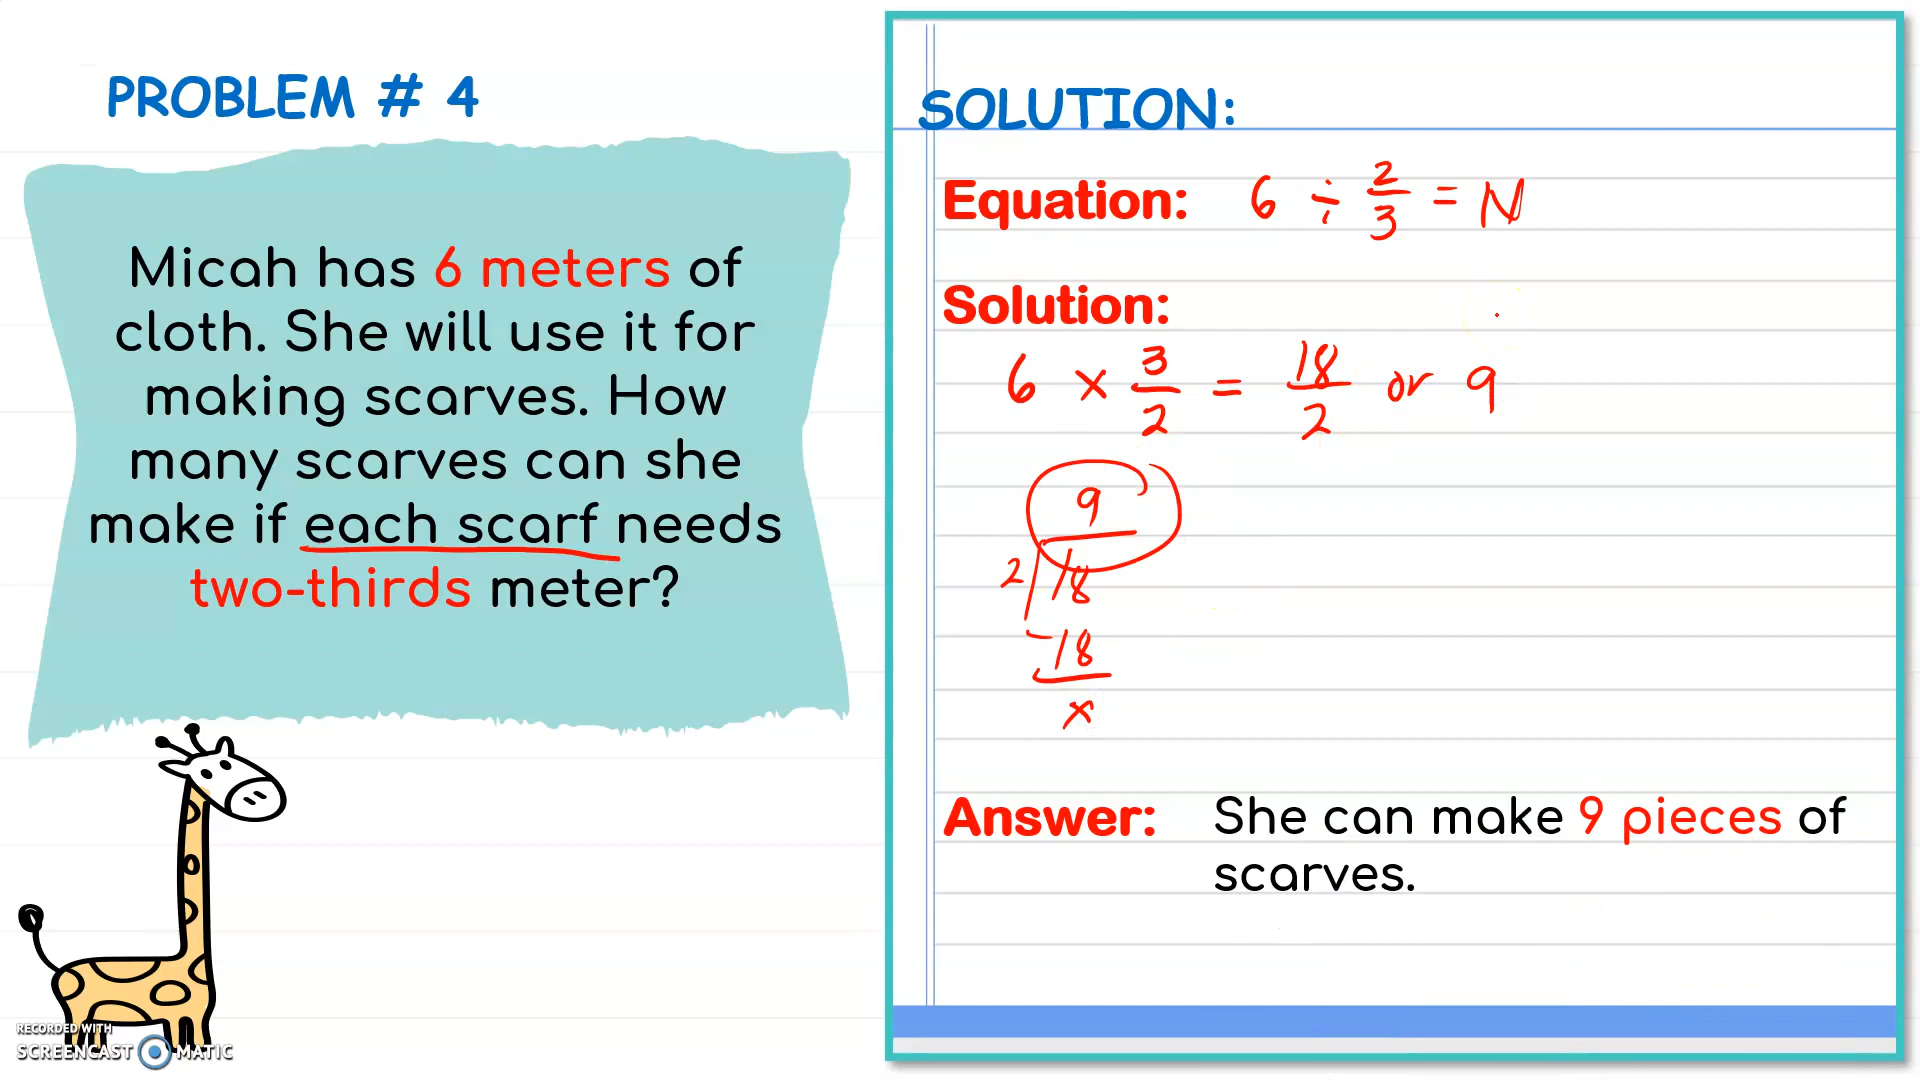 PROBLEM # 4
Micah has 6 meters of
cloth. She will use it for
making scarves. How
many scarves can she
make if each scarf needs
two-thirds meter?
SOLUTION:
Equation: 6 ÷ 2/3 = N
Solution:
6 × 3/2 = 18/2 or 9
9
2 18
-18
x
Answer: She can make 9 pieces of
scarves.
RECORDED WITH
SCREENCAST MATIC